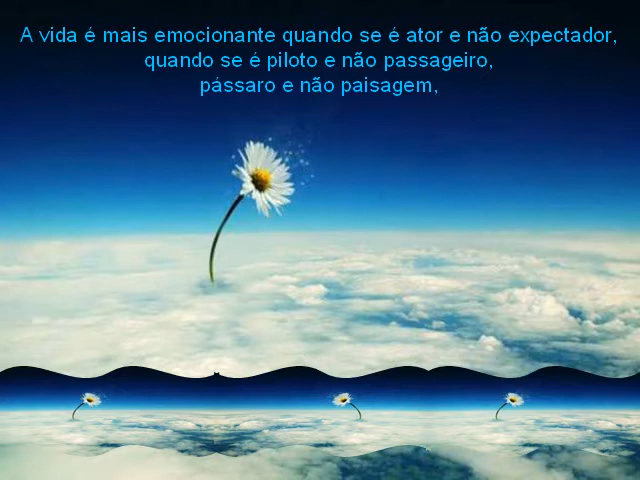 A vida é mais emocionante quando se é ator e não expectador,
quando se é piloto e não passageiro,
pássaro e não paisagem,